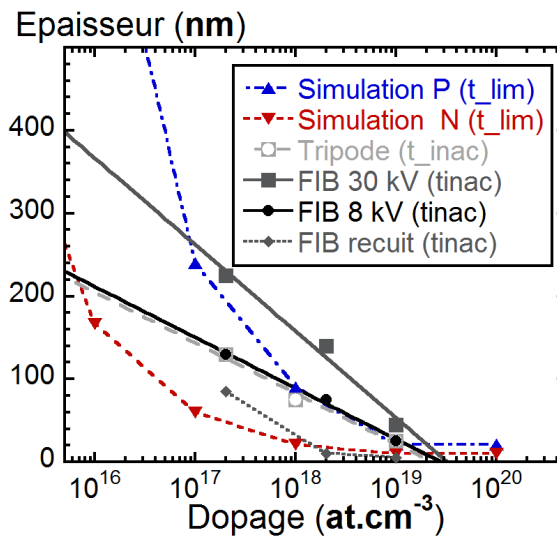 Epaisseur (nm)
400
300
200
100
0
Simulation P (t_lim)
Simulation N (t_lim)
Tripode (t_inac)
FIB 30 kV (tinac)
FIB 8 kV (tinac)
FIB recuit (tinac)
10^16 10^17 10^18 10^19 10^20
Dopage (at.cm^-3)